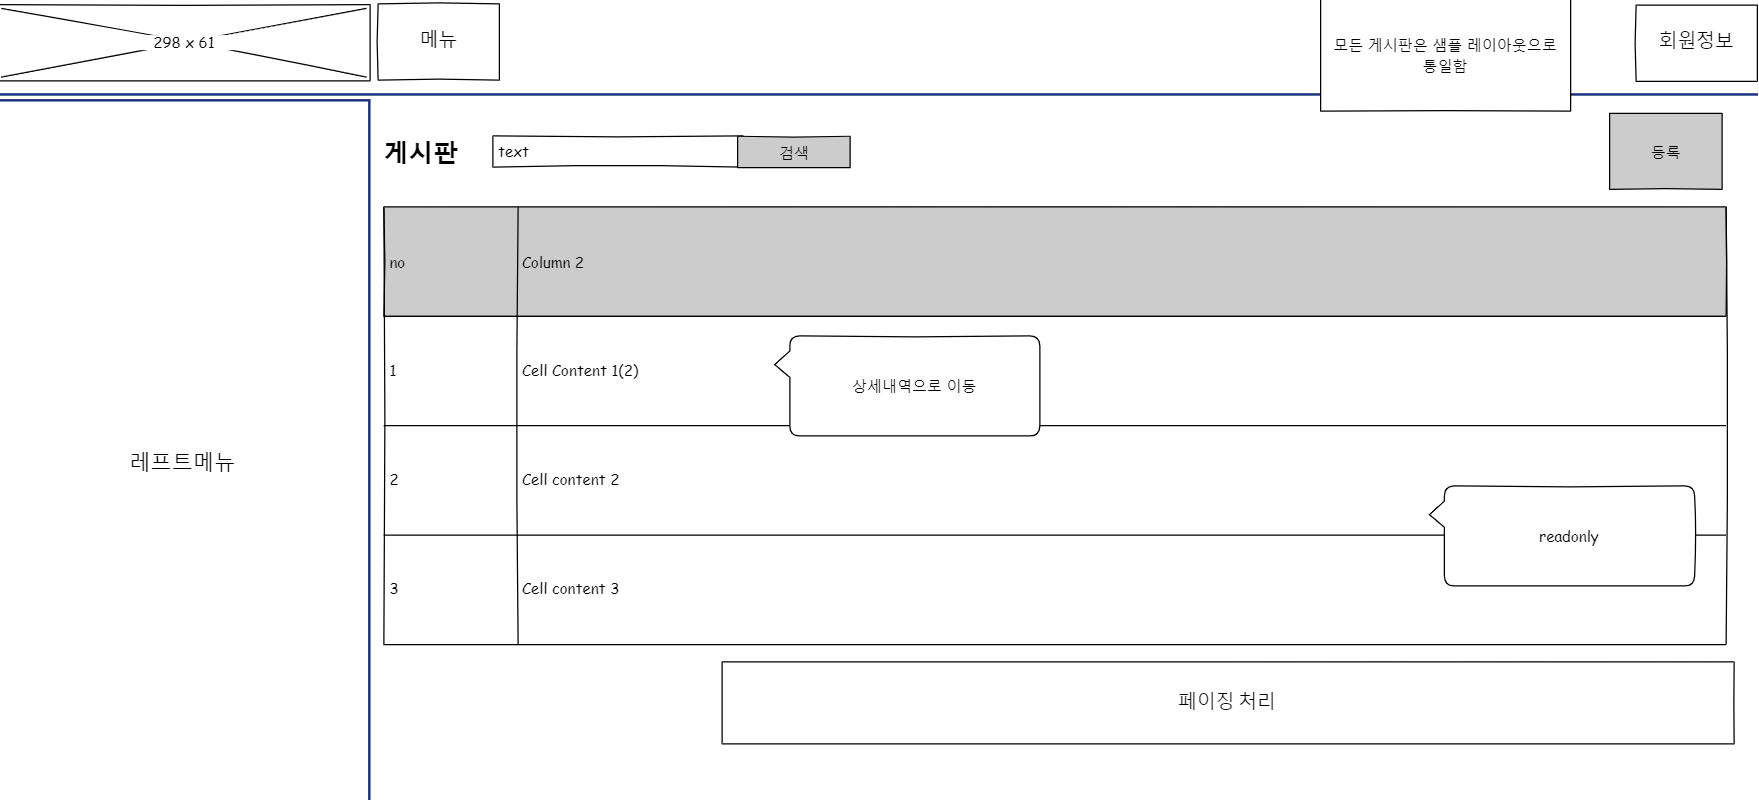 298 x 61
메뉴
모든 게시판은 샘플 레이아웃으로
통일함
회원정보
게시판
text
검색
등록
no
Column 2
1
Cell Content 1(2)
상세내역으로 이동
레프트메뉴
2
Cell content 2
readonly
3
Cell content 3
페이징 처리